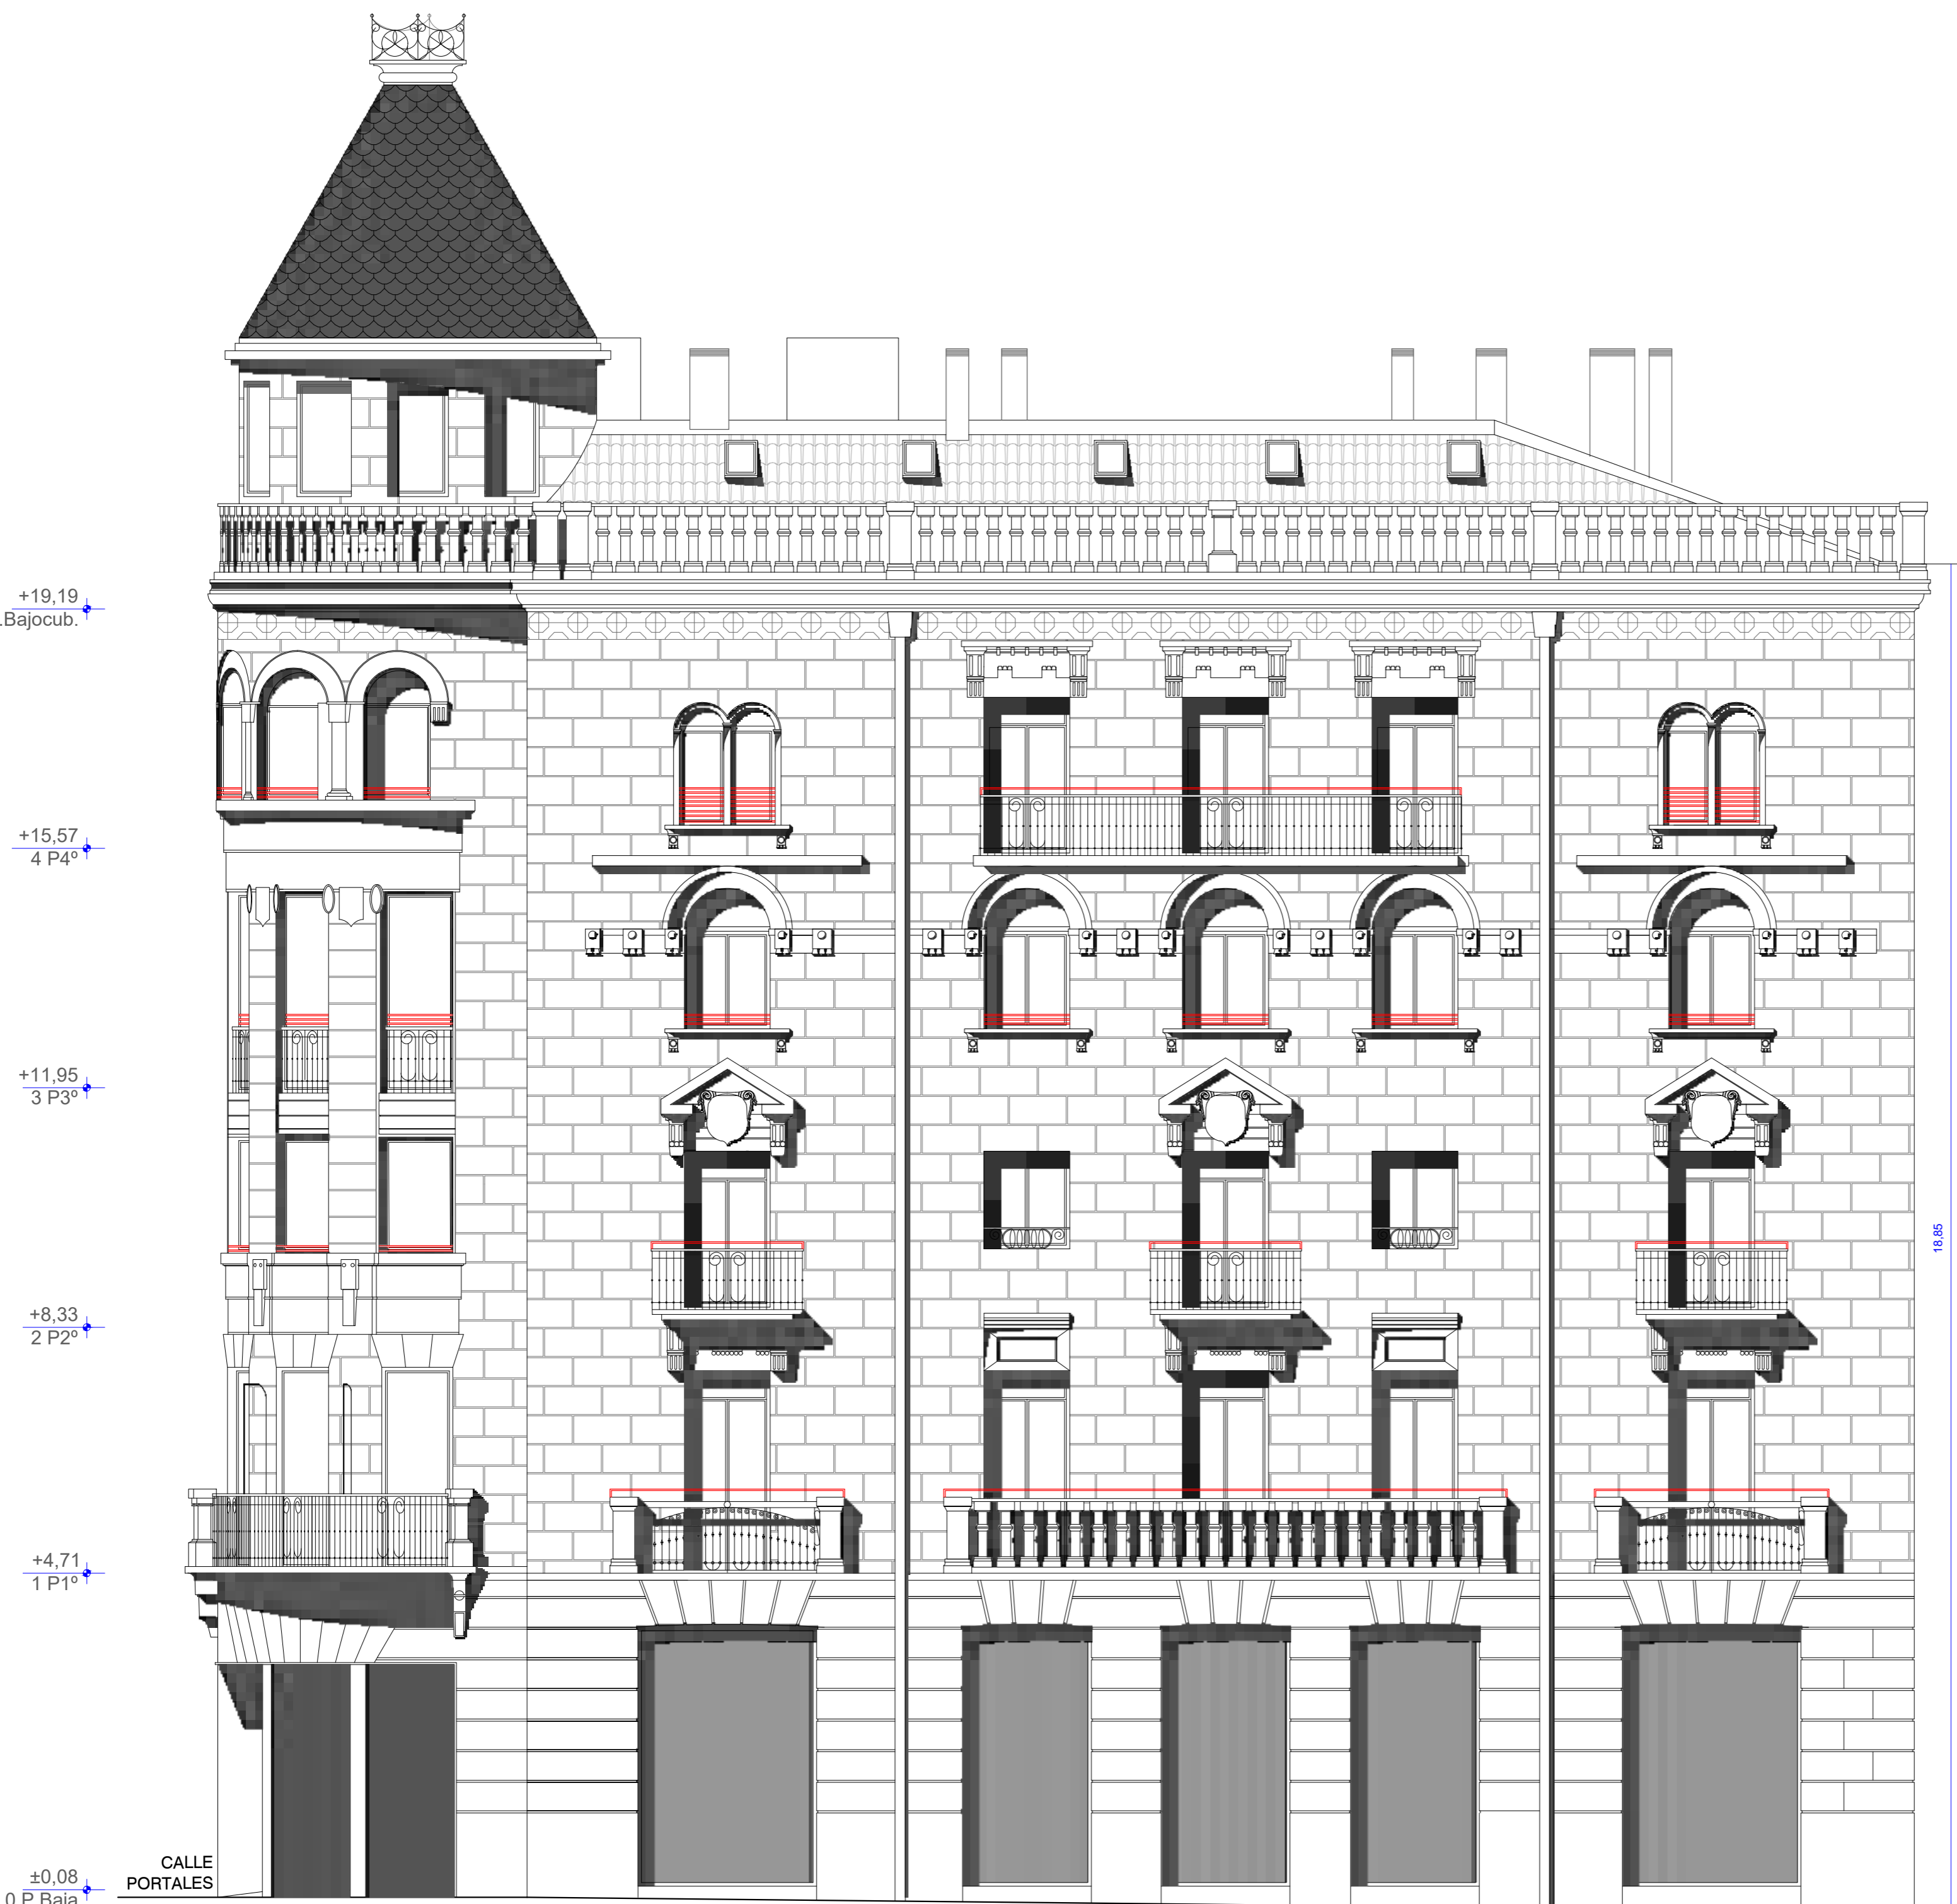 +19,19
.Bajocub.
+15,57
4 P4º
+11,95
3 P3º
18,85
+8,33
2 P2º
+4,71
1 P1º
CALLE
PORTALES
±0,08
0 P.Baja